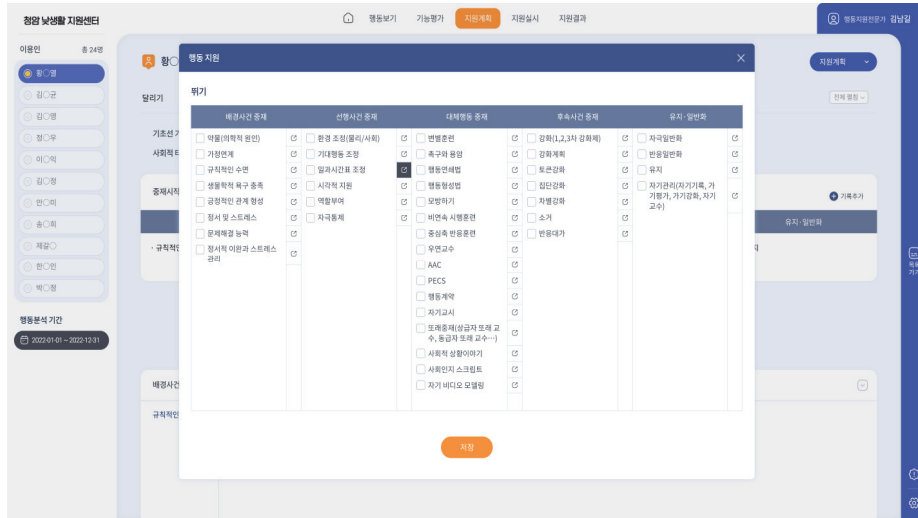 청암 낮생활 지원센터
행동보기 기능평가 지원계획 지원실시 지원결과
행동지원전문가 김남길
이용인 총 24명
황○열
김○균
김○우
정○우
이○익
김○정
반○미
송○희
제갈○
한○인
박○정
행동분석 기간
2022-01-01 ~ 2022-12-31
황○
지원계획
달리기
전체 펼침
기초선 기
사회적 타
중재시작
기록추가
유지·일반화
· 규칙적인
지
배경사건
규칙적인
행동 지원
뛰기
배경사건 중재
약물(의학적 원인)
가정연계
규칙적인 수면
생물학적 욕구 충족
긍정적인 관계 형성
정서 및 스트레스
문제해결 능력
정서적 이완과 스트레스
관리
선행사건 중재
환경 조정(물리/사회)
기대행동 조정
일과시간표 조정
시각적 지원
역할부여
자극통제
대체행동 중재
변별훈련
촉구와 용암
행동연쇄법
행동형성법
모방하기
비연속 시행훈련
중심축 반응훈련
우연교수
AAC
PECS
행동계약
자기교시
또래중재(상급자 또래 교
수, 동급자 또래 교수…)
사회적 상황이야기
사회인지 스크립트
자기 비디오 모델링
후속사건 중재
강화(1,2,3차 강화제)
강화계획
토큰강화
집단강화
차별강화
소거
반응대가
유지·일반화
자극일반화
반응일반화
유지
자기관리(자기기록, 자
기평가, 자기강화, 자기
교수)
저장